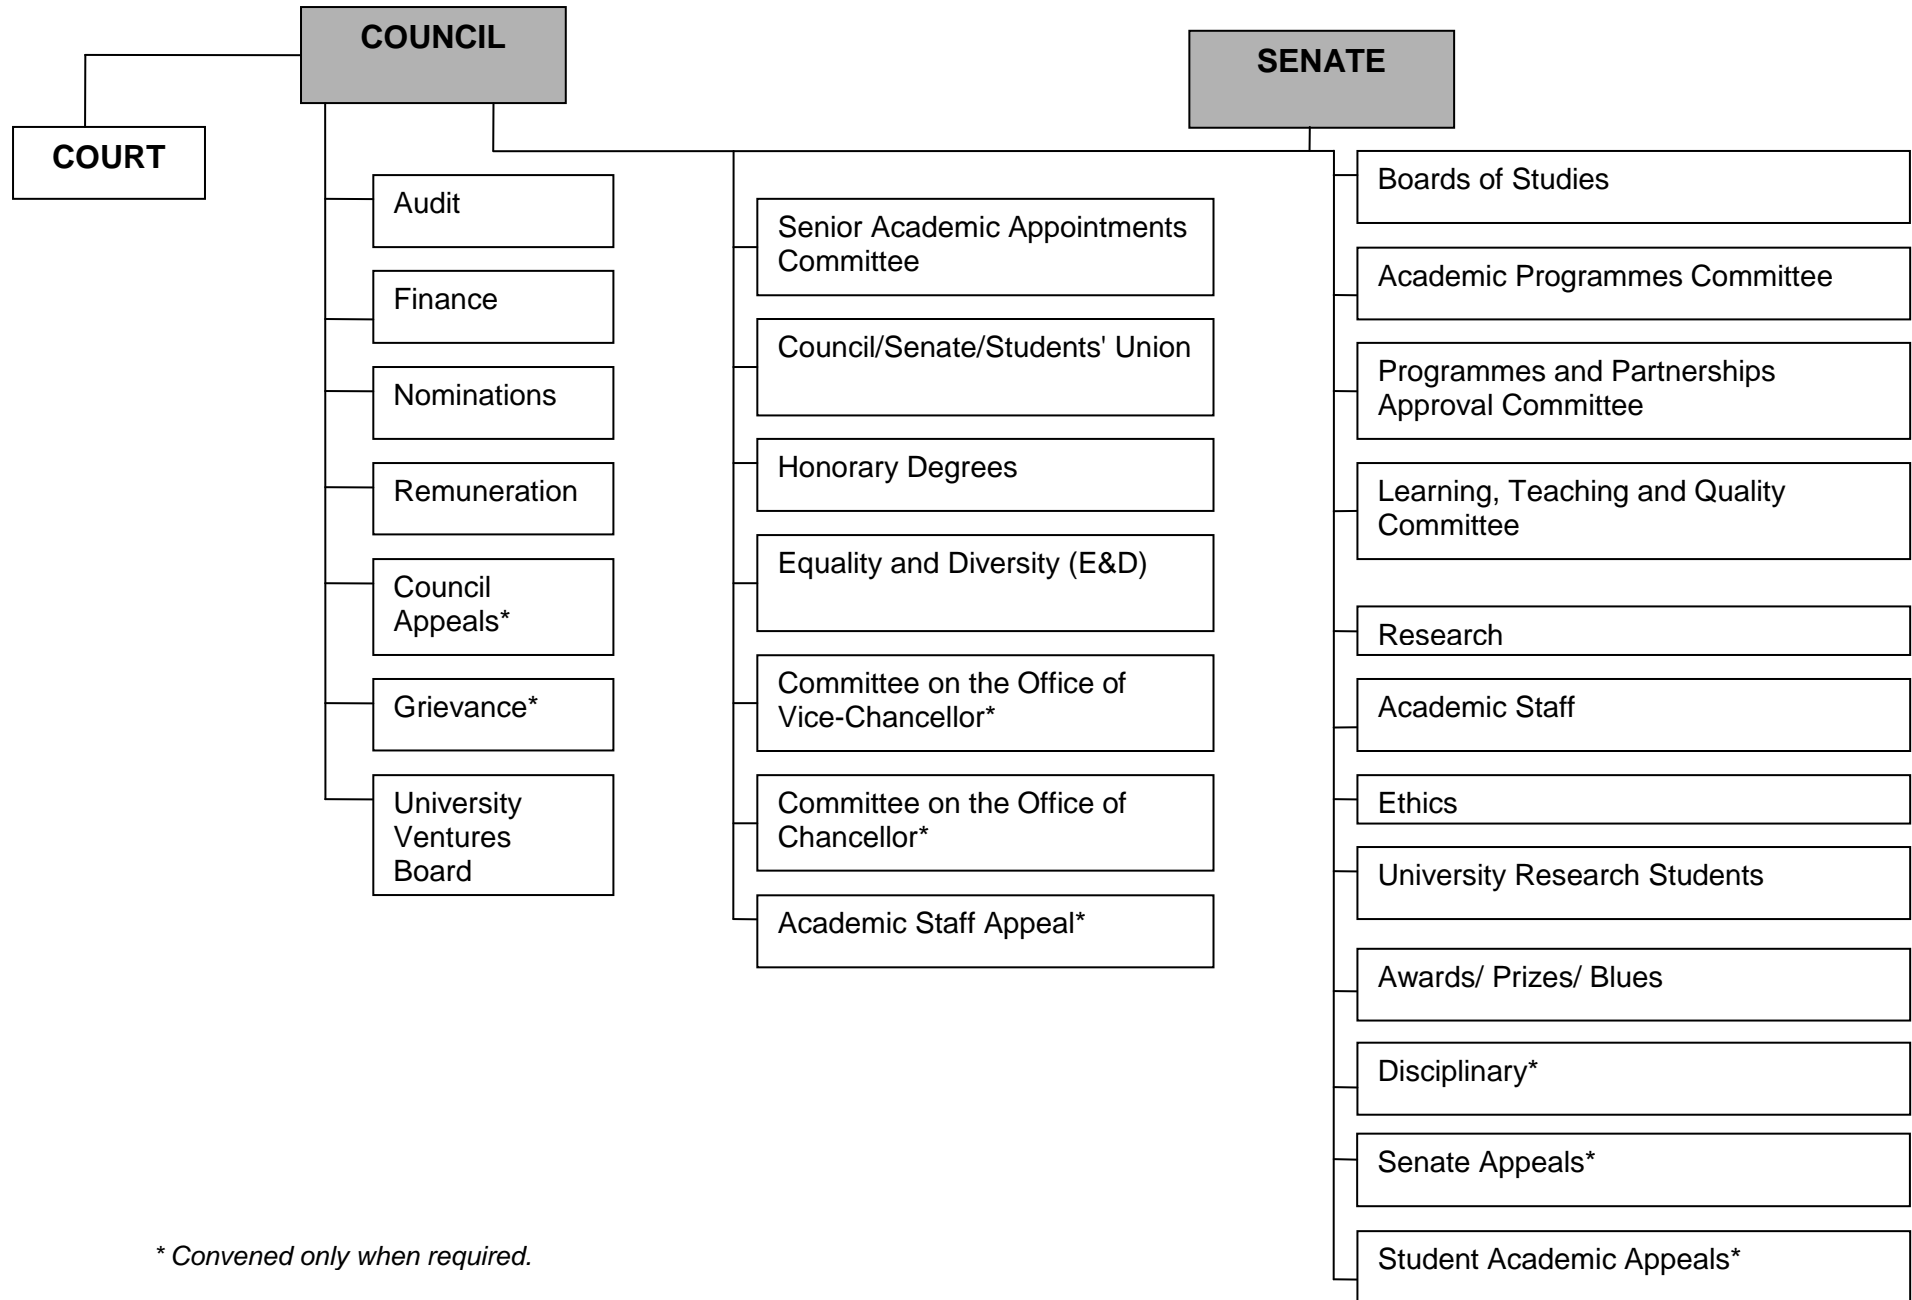 COUNCIL
SENATE
COURT
Audit
Finance
Nominations
Remuneration
Council
Appeals*
Grievance*
University
Ventures
Board
Senior Academic Appointments
Committee
Council/Senate/Students' Union
Honorary Degrees
Equality and Diversity (E&D)
Committee on the Office of
Vice-Chancellor*
Committee on the Office of
Chancellor*
Academic Staff Appeal*
Boards of Studies
Academic Programmes Committee
Programmes and Partnerships
Approval Committee
Learning, Teaching and Quality
Committee
Research
Academic Staff
Ethics
University Research Students
Awards/ Prizes/ Blues
Disciplinary*
Senate Appeals*
Student Academic Appeals*
* Convened only when required.